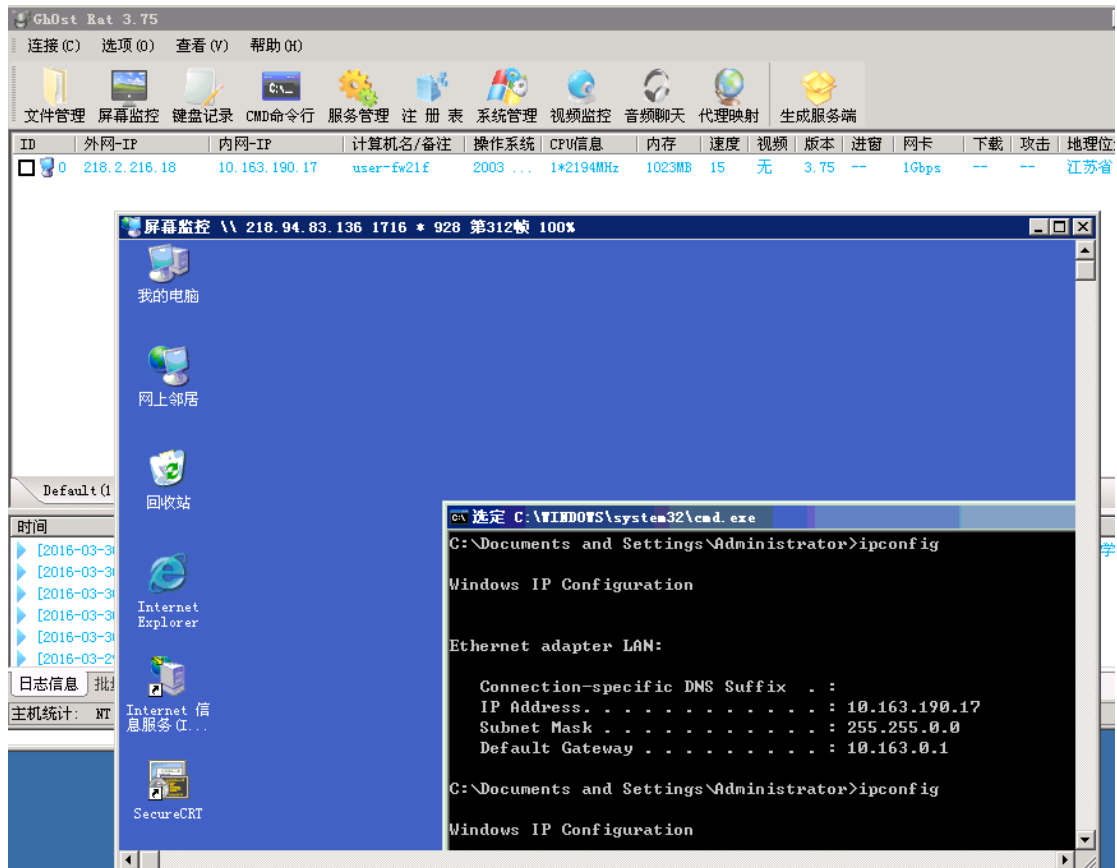 Gh0st Rat 3.75
连接(C) 选项(O) 查看(V) 帮助(H)
文件管理 屏幕监控 键盘记录 CMD命令行 服务管理 注 册 表 系统管理 视频监控 音频聊天 代理映射 生成服务端
ID 外网-IP 内网-IP 计算机名/备注 操作系统 CPU信息 内存 速度 视频 版本 进窗 网卡 下载 攻击 地理位
0 218.2.216.18 10.163.190.17 user-fw21f 2003 ... 1*2194MHz 1023MB 15 无 3.75 -- 1Gbps -- -- 江苏省
屏幕监控 \\ 218.94.83.136 1716 * 928 第312帧 100%
我的电脑
网上邻居
回收站
Internet
Explorer
Internet 信
息服务(I...
SecureCRT
选定 C:\WINDOWS\system32\cmd.exe
C:\Documents and Settings\Administrator>ipconfig
Windows IP Configuration
Ethernet adapter LAN:
Connection-specific DNS Suffix . :
IP Address. . . . . . . . . . . . : 10.163.190.17
Subnet Mask . . . . . . . . . . . : 255.255.0.0
Default Gateway . . . . . . . . . : 10.163.0.1
C:\Documents and Settings\Administrator>ipconfig
Windows IP Configuration
Default(1
时间
[2016-03-30
[2016-03-30
[2016-03-30
[2016-03-30
[2016-03-30
[2016-03-2
学
日志信息 批
主机统计: NT